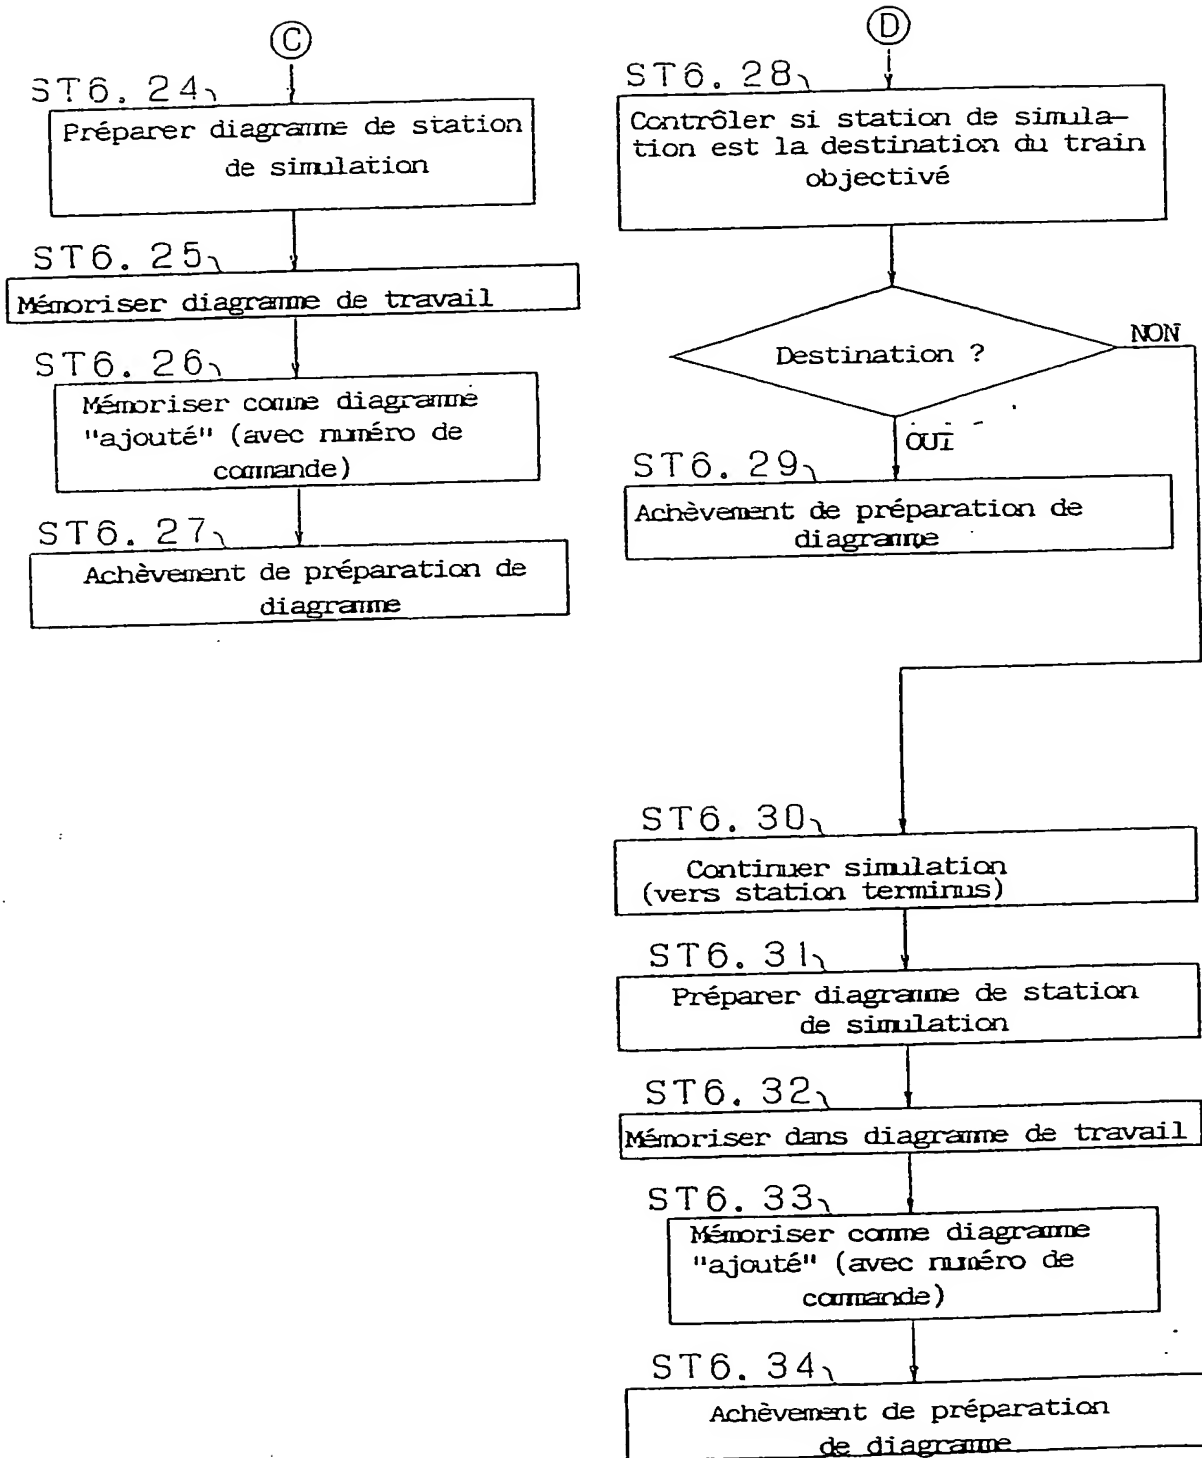 C
ST6.24
Préparer diagramme de station
de simulation
ST6.25
Mémoriser diagramme de travail
ST6.26
Mémoriser comme diagramme
"ajouté" (avec numéro de
commande)
ST6.27
Achèvement de préparation de
diagramme
D
ST6.28
Contrôler si station de simula-
tion est la destination du train
objectivé
Destination ?
NON
OUI
ST6.29
Achèvement de préparation de
diagramme
ST6.30
Continuer simulation
(vers station terminus)
ST6.31
Préparer diagramme de station
de simulation
ST6.32
Mémoriser dans diagramme de travail
ST6.33
Mémoriser comme diagramme
"ajouté" (avec numéro de
commande)
ST6.34
Achèvement de préparation
de diagramme